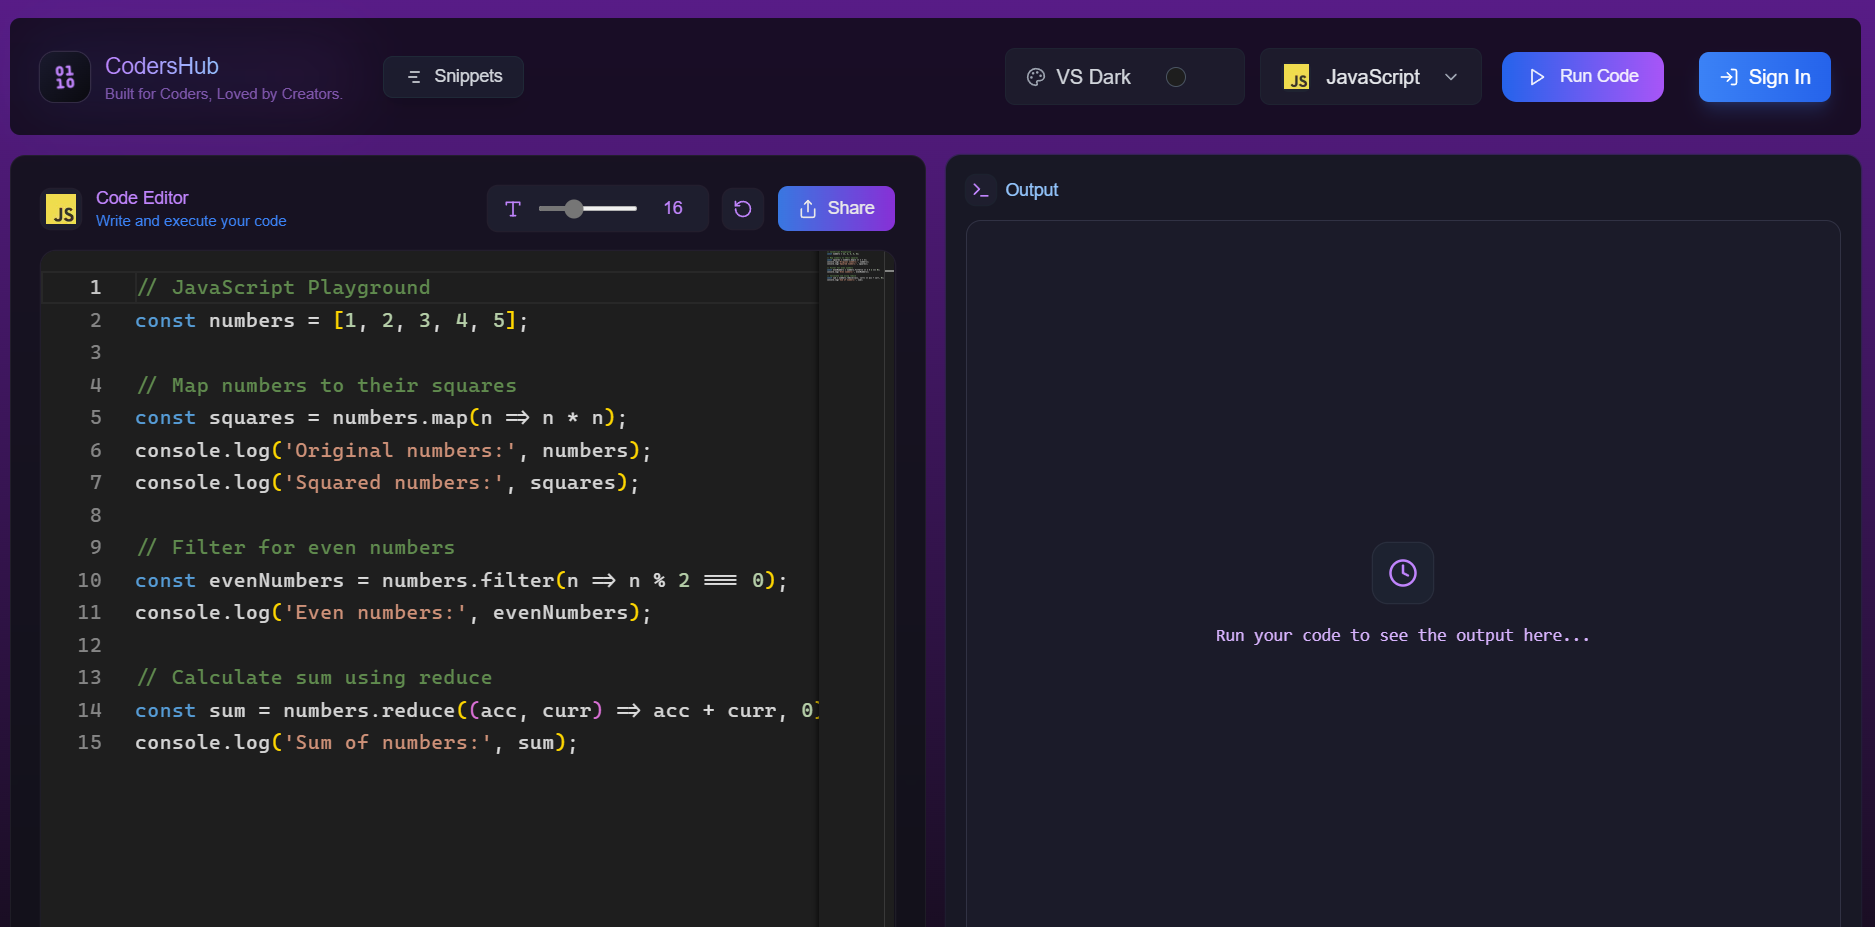 01
10
CodersHub
Built for Coders, Loved by Creators.
Snippets
VS Dark
JS
JavaScript
Run Code
Sign In
JS
Code Editor
Write and execute your code
16
Share
1 // JavaScript Playground
2 const numbers = [1, 2, 3, 4, 5];
3
4 // Map numbers to their squares
5 const squares = numbers.map(n => n * n);
6 console.log('Original numbers:', numbers);
7 console.log('Squared numbers:', squares);
8
9 // Filter for even numbers
10 const evenNumbers = numbers.filter(n => n % 2 === 0);
11 console.log('Even numbers:', evenNumbers);
12
13 // Calculate sum using reduce
14 const sum = numbers.reduce((acc, curr) => acc + curr, 0)
15 console.log('Sum of numbers:', sum);
Output
Run your code to see the output here...